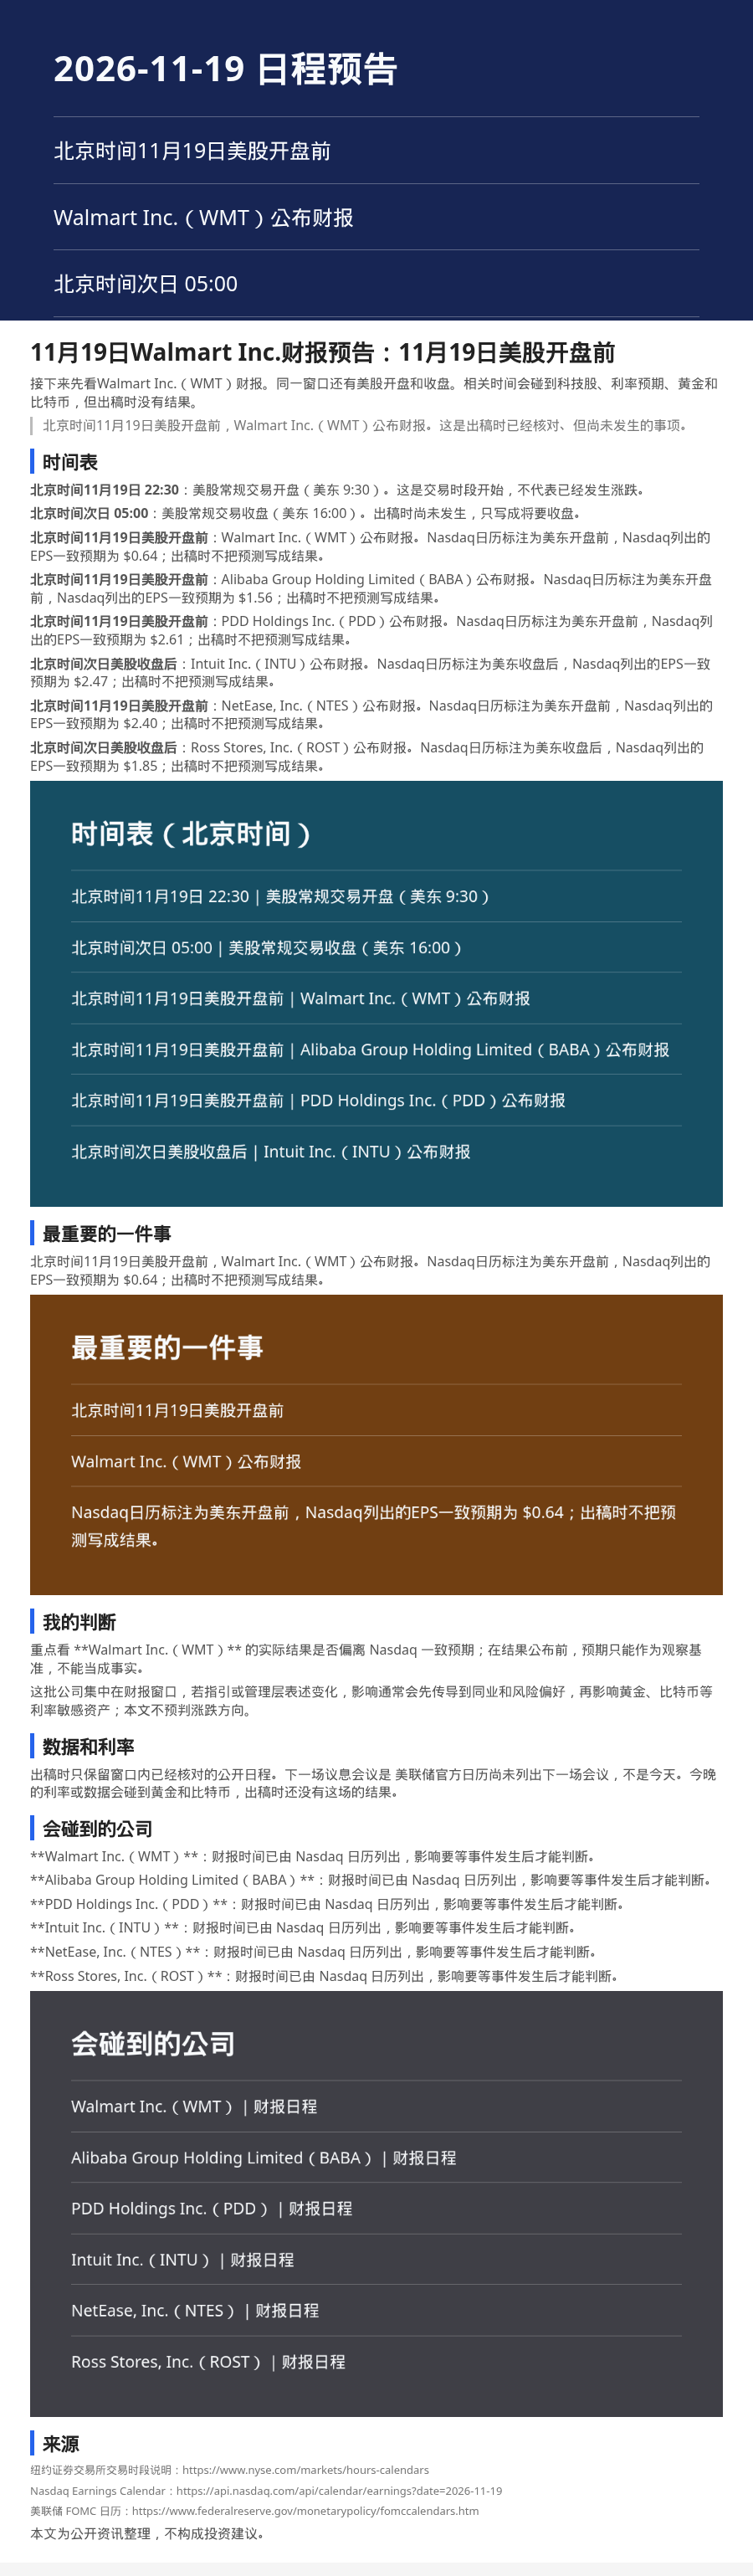 2026-11-19 日程预告
北京时间11月19日美股开盘前
Walmart Inc.（WMT）公布财报
北京时间次日 05:00
11月19日Walmart Inc.财报预告：11月19日美股开盘前
接下来先看Walmart Inc.（WMT）财报。同一窗口还有美股开盘和收盘。相关时间会碰到科技股、利率预期、黄金和
比特币，但出稿时没有结果。
北京时间11月19日美股开盘前，Walmart Inc.（WMT）公布财报。这是出稿时已经核对、但尚未发生的事项。
时间表
北京时间11月19日 22:30：美股常规交易开盘（美东 9:30）。这是交易时段开始，不代表已经发生涨跌。
北京时间次日 05:00：美股常规交易收盘（美东 16:00）。出稿时尚未发生，只写成将要收盘。
北京时间11月19日美股开盘前：Walmart Inc.（WMT）公布财报。Nasdaq日历标注为美东开盘前，Nasdaq列出的
EPS一致预期为 $0.64；出稿时不把预测写成结果。
北京时间11月19日美股开盘前：Alibaba Group Holding Limited（BABA）公布财报。Nasdaq日历标注为美东开盘
前，Nasdaq列出的EPS一致预期为 $1.56；出稿时不把预测写成结果。
北京时间11月19日美股开盘前：PDD Holdings Inc.（PDD）公布财报。Nasdaq日历标注为美东开盘前，Nasdaq列
出的EPS一致预期为 $2.61；出稿时不把预测写成结果。
北京时间次日美股收盘后：Intuit Inc.（INTU）公布财报。Nasdaq日历标注为美东收盘后，Nasdaq列出的EPS一致
预期为 $2.47；出稿时不把预测写成结果。
北京时间11月19日美股开盘前：NetEase, Inc.（NTES）公布财报。Nasdaq日历标注为美东开盘前，Nasdaq列出的
EPS一致预期为 $2.40；出稿时不把预测写成结果。
北京时间次日美股收盘后：Ross Stores, Inc.（ROST）公布财报。Nasdaq日历标注为美东收盘后，Nasdaq列出的
EPS一致预期为 $1.85；出稿时不把预测写成结果。
时间表（北京时间）
北京时间11月19日 22:30 | 美股常规交易开盘（美东 9:30）
北京时间次日 05:00 | 美股常规交易收盘（美东 16:00）
北京时间11月19日美股开盘前 | Walmart Inc.（WMT）公布财报
北京时间11月19日美股开盘前 | Alibaba Group Holding Limited（BABA）公布财报
北京时间11月19日美股开盘前 | PDD Holdings Inc.（PDD）公布财报
北京时间次日美股收盘后 | Intuit Inc.（INTU）公布财报
最重要的一件事
北京时间11月19日美股开盘前，Walmart Inc.（WMT）公布财报。Nasdaq日历标注为美东开盘前，Nasdaq列出的
EPS一致预期为 $0.64；出稿时不把预测写成结果。
最重要的一件事
北京时间11月19日美股开盘前
Walmart Inc.（WMT）公布财报
Nasdaq日历标注为美东开盘前，Nasdaq列出的EPS一致预期为 $0.64；出稿时不把预
测写成结果。
我的判断
重点看 **Walmart Inc.（WMT）** 的实际结果是否偏离 Nasdaq 一致预期；在结果公布前，预期只能作为观察基
准，不能当成事实。
这批公司集中在财报窗口，若指引或管理层表述变化，影响通常会先传导到同业和风险偏好，再影响黄金、比特币等
利率敏感资产；本文不预判涨跌方向。
数据和利率
出稿时只保留窗口内已经核对的公开日程。下一场议息会议是 美联储官方日历尚未列出下一场会议，不是今天。今晚
的利率或数据会碰到黄金和比特币，出稿时还没有这场的结果。
会碰到的公司
**Walmart Inc.（WMT）**：财报时间已由 Nasdaq 日历列出，影响要等事件发生后才能判断。
**Alibaba Group Holding Limited（BABA）**：财报时间已由 Nasdaq 日历列出，影响要等事件发生后才能判断。
**PDD Holdings Inc.（PDD）**：财报时间已由 Nasdaq 日历列出，影响要等事件发生后才能判断。
**Intuit Inc.（INTU）**：财报时间已由 Nasdaq 日历列出，影响要等事件发生后才能判断。
**NetEase, Inc.（NTES）**：财报时间已由 Nasdaq 日历列出，影响要等事件发生后才能判断。
**Ross Stores, Inc.（ROST）**：财报时间已由 Nasdaq 日历列出，影响要等事件发生后才能判断。
会碰到的公司
Walmart Inc.（WMT） | 财报日程
Alibaba Group Holding Limited（BABA） | 财报日程
PDD Holdings Inc.（PDD） | 财报日程
Intuit Inc.（INTU） | 财报日程
NetEase, Inc.（NTES） | 财报日程
Ross Stores, Inc.（ROST） | 财报日程
来源
纽约证券交易所交易时段说明：https://www.nyse.com/markets/hours-calendars
Nasdaq Earnings Calendar：https://api.nasdaq.com/api/calendar/earnings?date=2026-11-19
美联储 FOMC 日历：https://www.federalreserve.gov/monetarypolicy/fomccalendars.htm
本文为公开资讯整理，不构成投资建议。